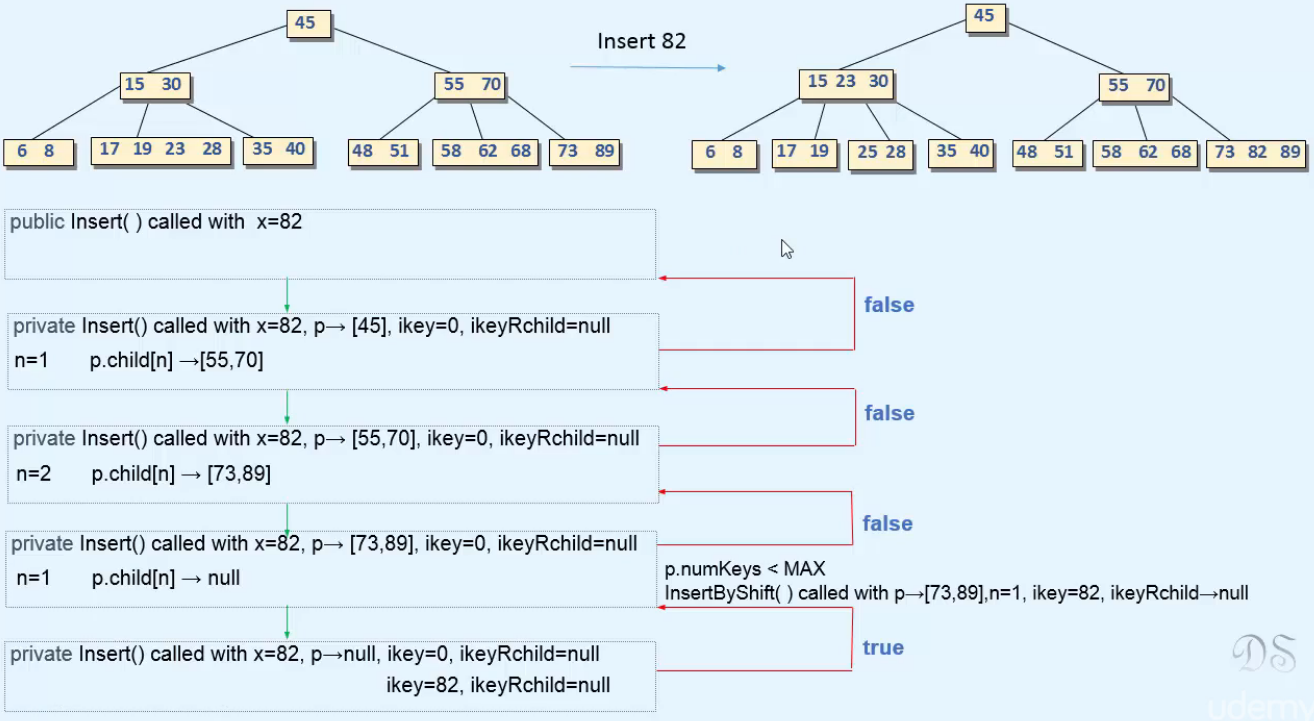 45
45
Insert 82
15 30
55 70
15 23 30
55 70
6 8
17 19 23 28
35 40
48 51
58 62 68
73 89
6 8
17 19
25 28
35 40
48 51
58 62 68
73 82 89
public Insert( ) called with x=82
false
private Insert() called with x=82, p→ [45], ikey=0, ikeyRchild=null
n=1 p.child[n] →[55,70]
false
private Insert() called with x=82, p→ [55,70], ikey=0, ikeyRchild=null
n=2 p.child[n] → [73,89]
false
private Insert() called with x=82, p→ [73,89], ikey=0, ikeyRchild=null
n=1 p.child[n] → null
p.numKeys < MAX
InsertByShift( ) called with p→[73,89],n=1, ikey=82, ikeyRchild→null
true
private Insert() called with x=82, p→null, ikey=0, ikeyRchild=null
ikey=82, ikeyRchild=null
DS
udemy